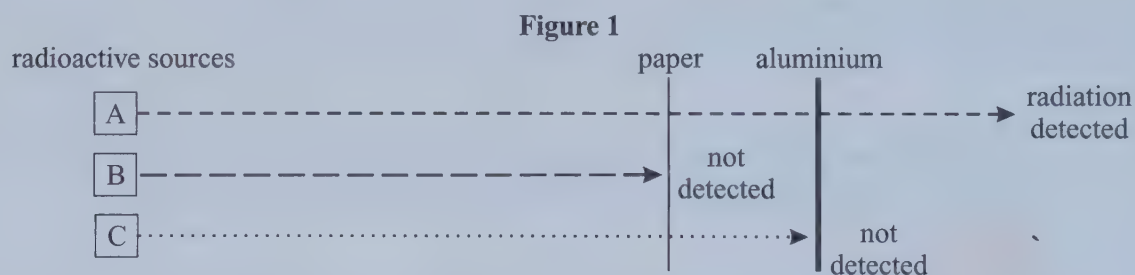 Figure 1
radioactive sources
paper
aluminium
A
radiation
detected
B
not
detected
C
not
detected